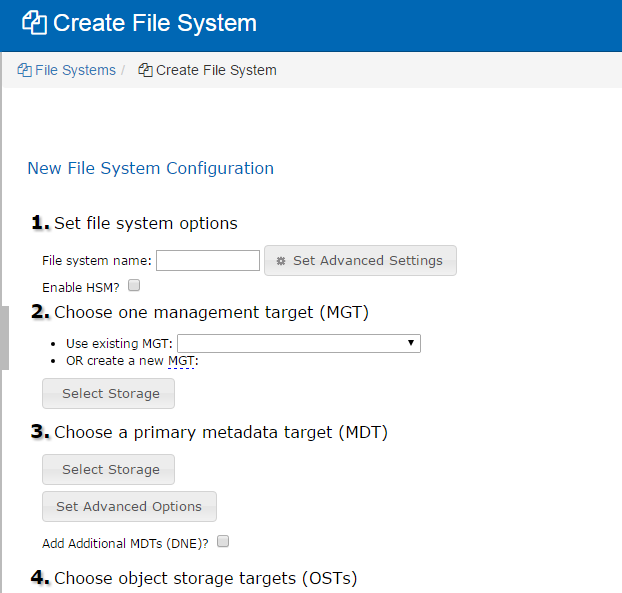 Create File System
File Systems / Create File System
New File System Configuration
1. Set file system options
File system name: Set Advanced Settings
Enable HSM?
2. Choose one management target (MGT)
• Use existing MGT:
• OR create a new MGT:
Select Storage
3. Choose a primary metadata target (MDT)
Select Storage
Set Advanced Options
Add Additional MDTs (DNE)?
4. Choose object storage targets (OSTs)